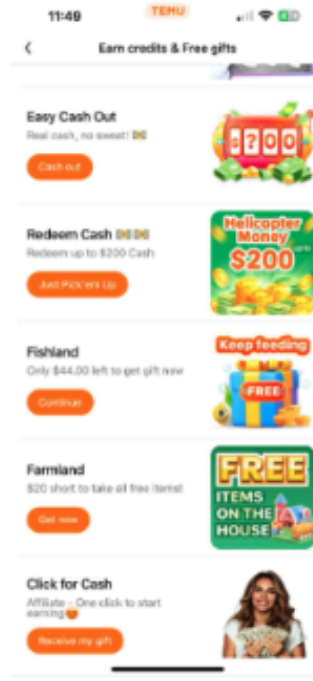 11:49
TEMU
Earn credits & Free gifts
Easy Cash Out
Real cash, no sweat!
Cash out
$?00
Redeem Cash
Redeem up to $200 Cash
Just Pick'em Up
Helicopter
Money
upto
$200
Fishland
Only $44.00 left to get gift now
Continue
Keep feeding
FREE
Farmland
$20 short to take all free items!
Get now
FREE
ITEMS
ON THE
HOUSE
Click for Cash
Affiliate - One click to start
earning
Receive my gift